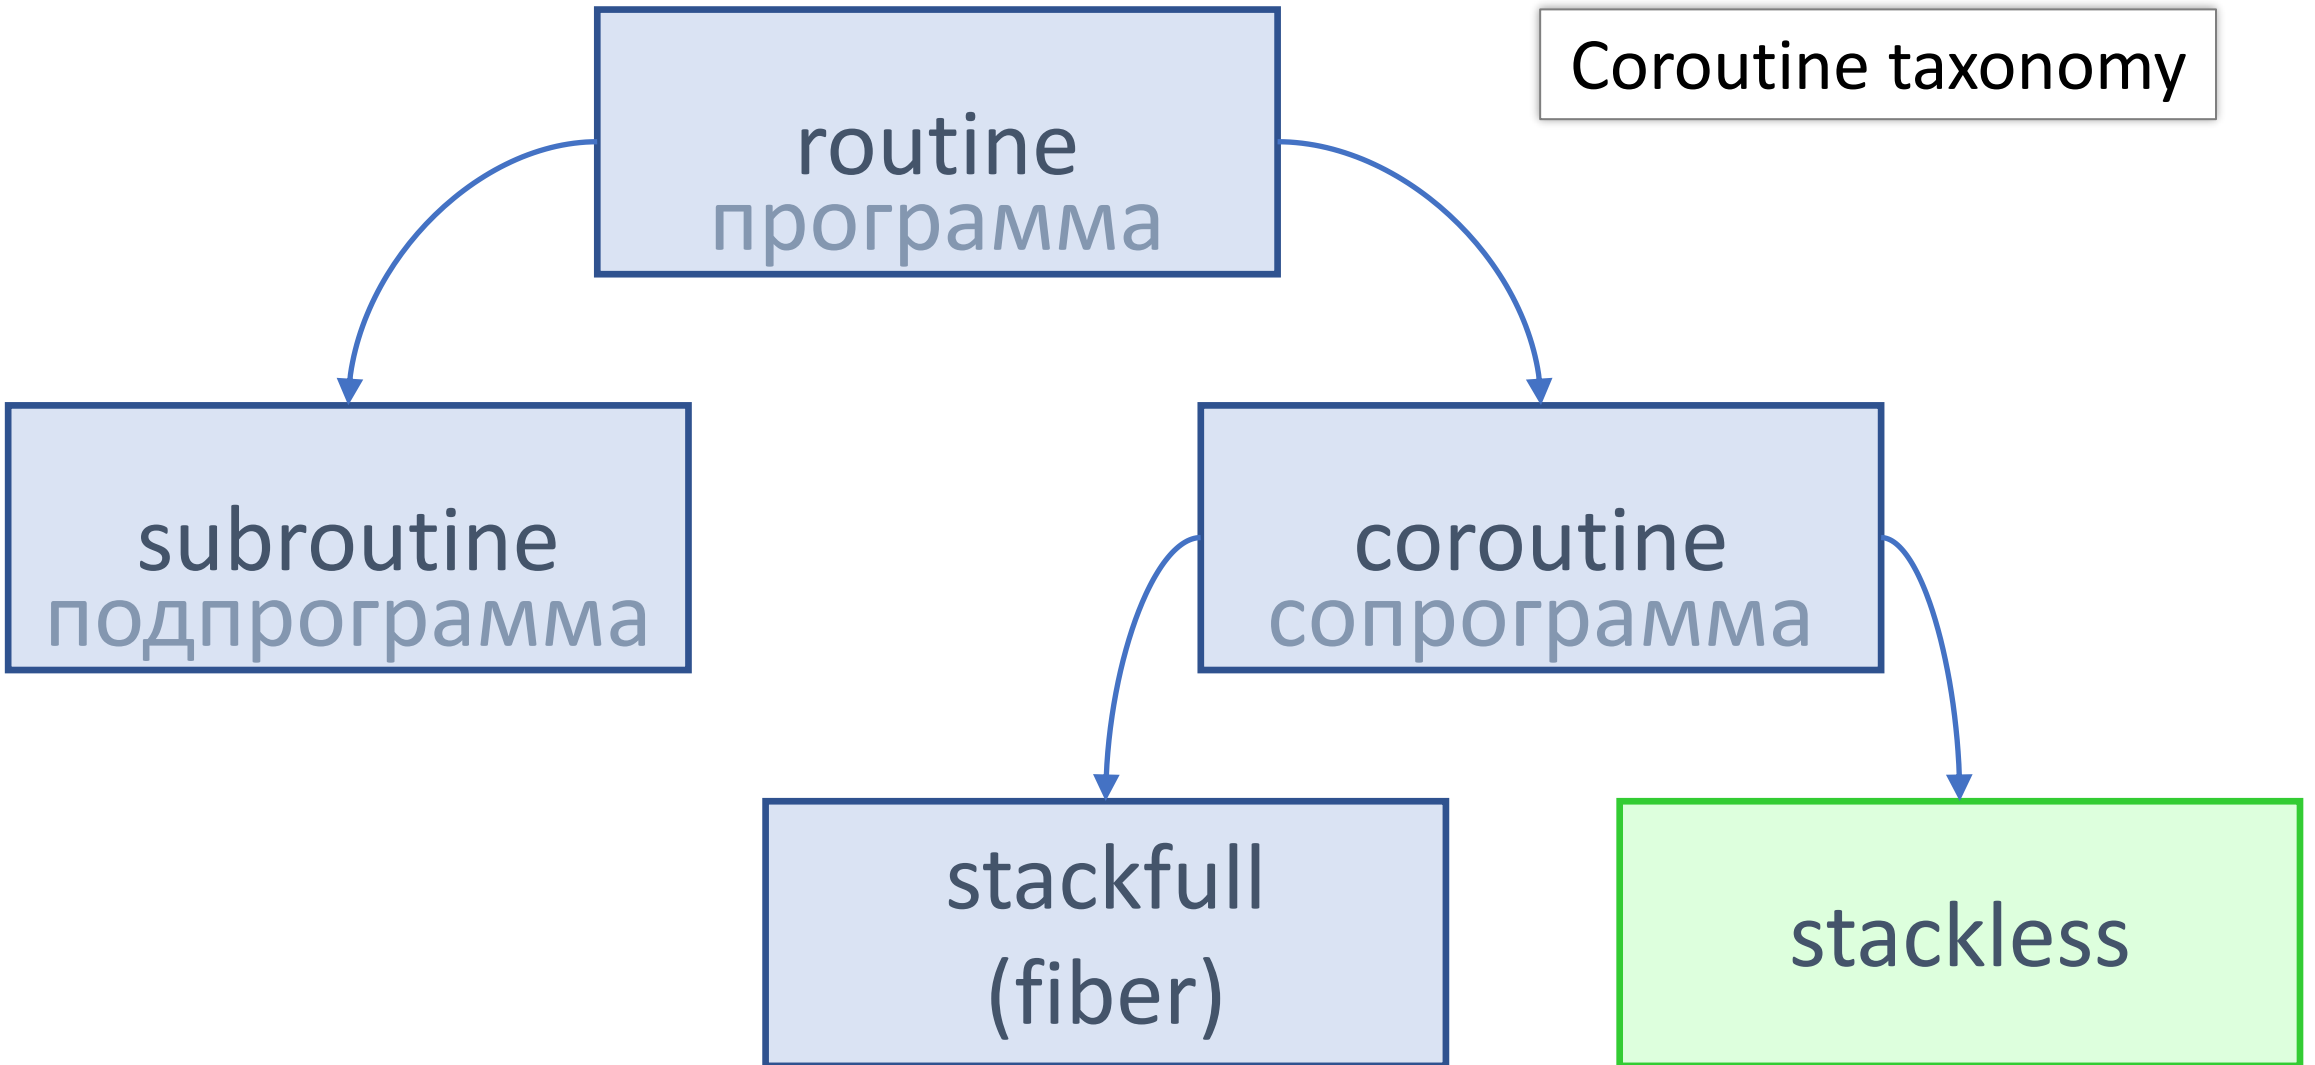 Coroutine taxonomy
routine
программа
subroutine
подпрограмма
coroutine
сопрограмма
stackfull
(fiber)
stackless